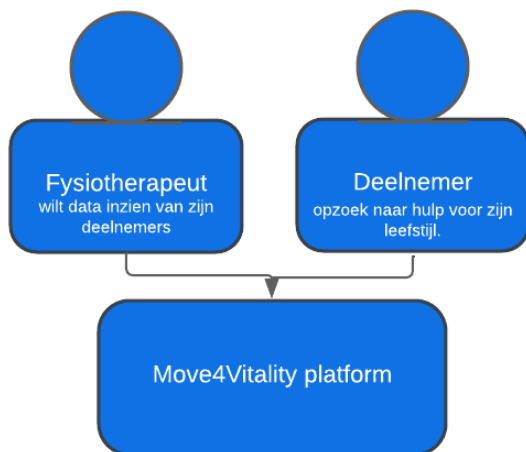 Fysiotherapeut
wilt data inzien van zijn
deelnemers
Deelnemer
opzoek naar hulp voor zijn
leefstijl.
Move4Vitality platform